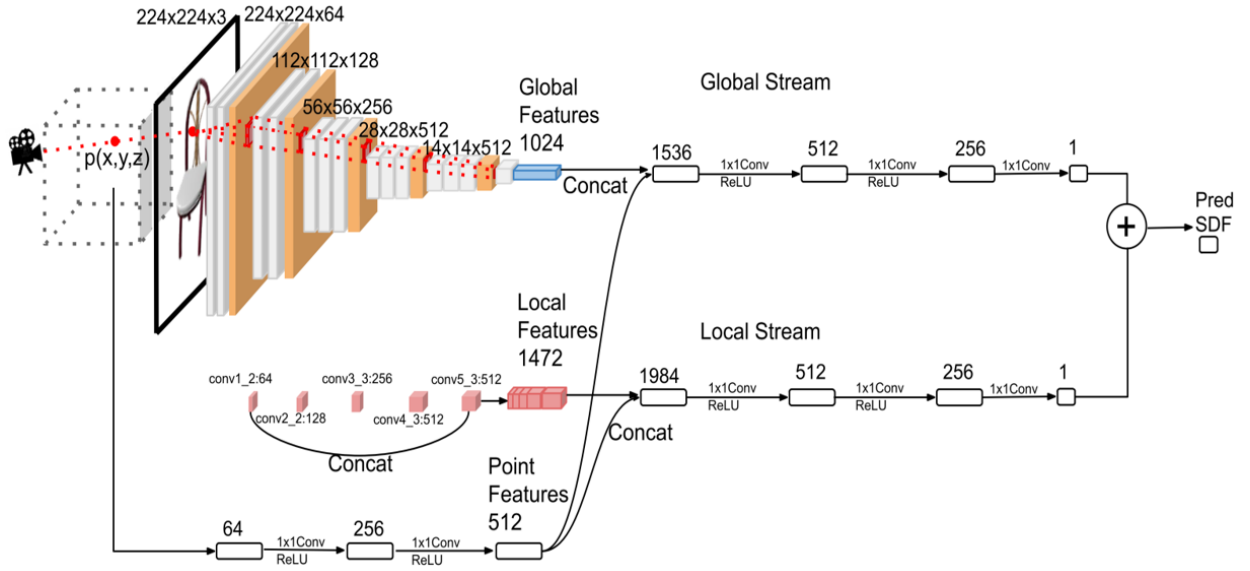 224x224x3
224x224x64
112x112x128
56x56x256
28x28x512
14x14x512
p(x,y,z)
Global
Features
1024
Concat
Global Stream
1536
1x1Conv
ReLU
512
1x1Conv
ReLU
256
1x1Conv
1
+
Pred
SDF
Local
Features
1472
Local Stream
conv1_2:64
conv2_2:128
conv3_3:256
conv4_3:512
conv5_3:512
Concat
1984
1x1Conv
ReLU
512
1x1Conv
ReLU
256
1x1Conv
1
Concat
Point
Features
512
64
1x1Conv
ReLU
256
1x1Conv
ReLU